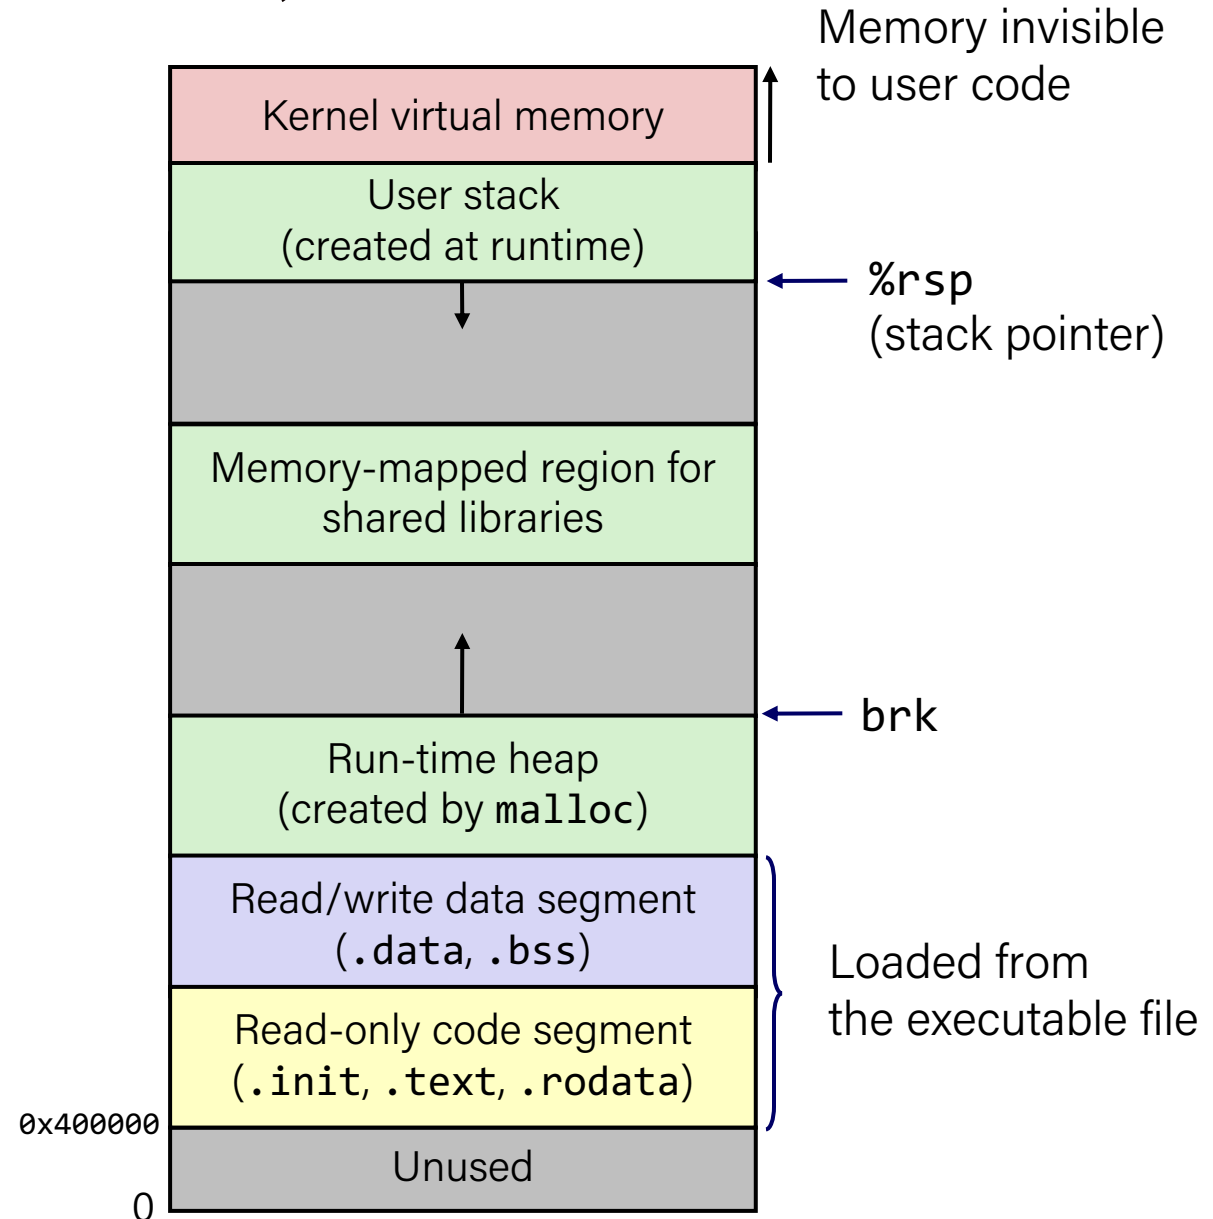 Memory invisible
to user code
Kernel virtual memory
User stack
(created at runtime)
%rsp
(stack pointer)
Memory-mapped region for
shared libraries
brk
Run-time heap
(created by malloc)
Read/write data segment
(.data, .bss)
Loaded from
the executable file
Read-only code segment
(.init, .text, .rodata)
0x400000
Unused
0